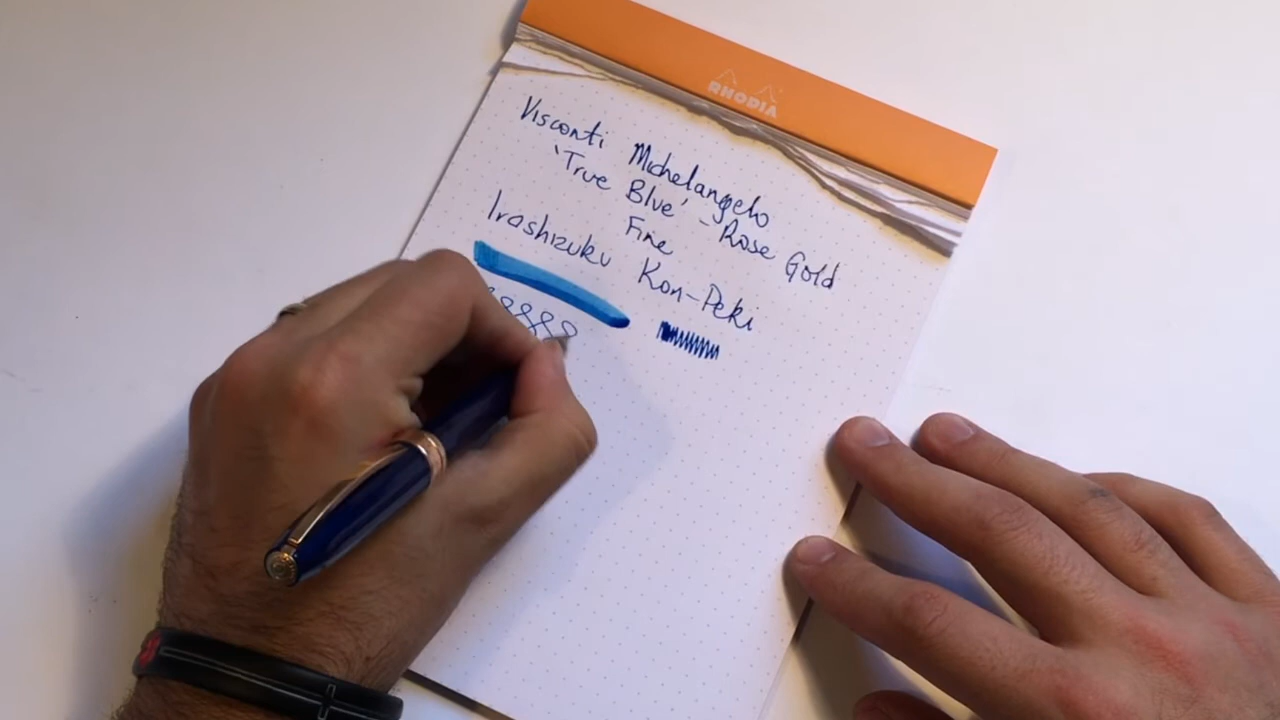 RHODIA
Visconti Michelangelo
'True Blue' - Rose Gold
Fine
Iroshizuku Kon-Peki